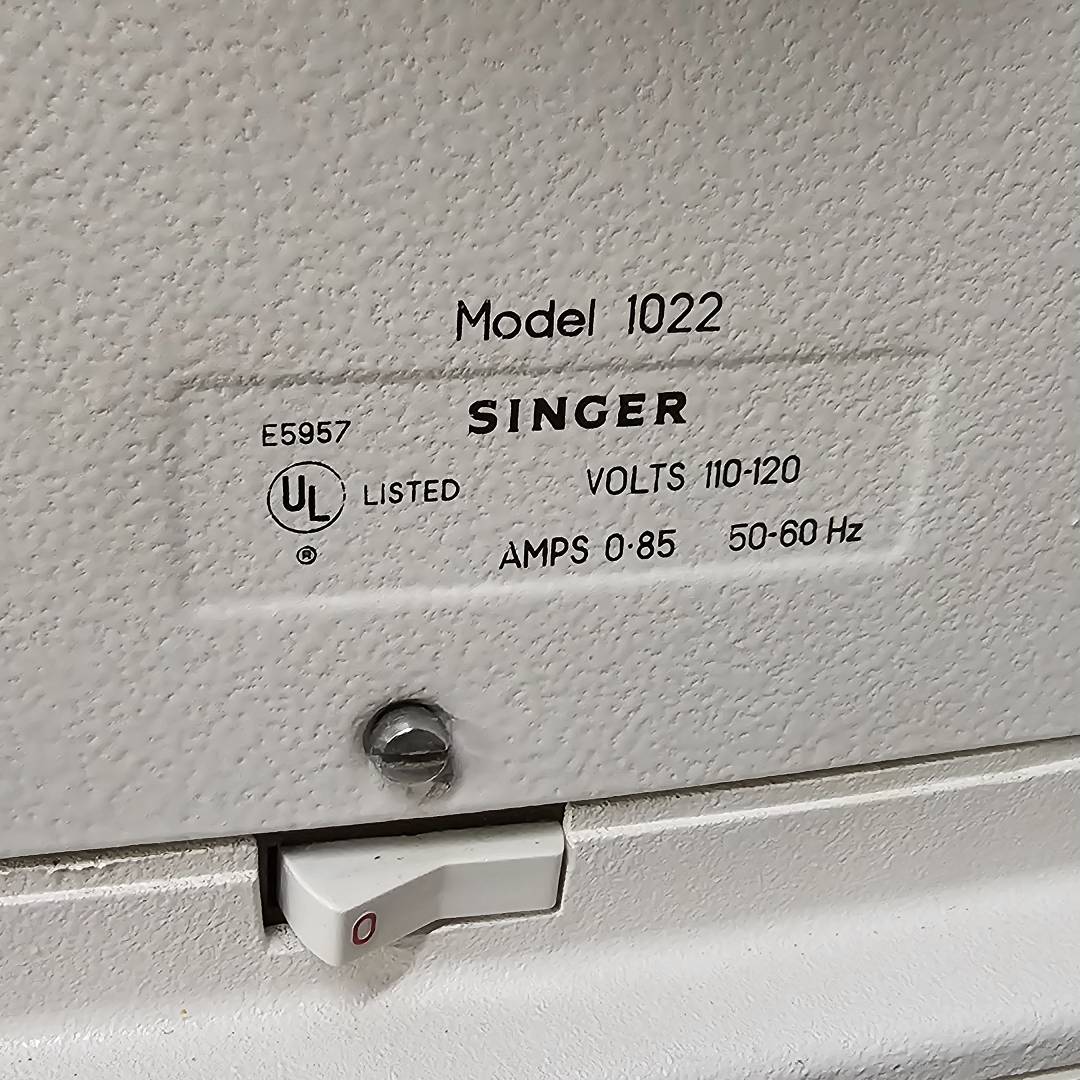 Model 1022
SINGER
E5957
UL LISTED
®
VOLTS 110-120
AMPS 0·85 50-60 Hz
O